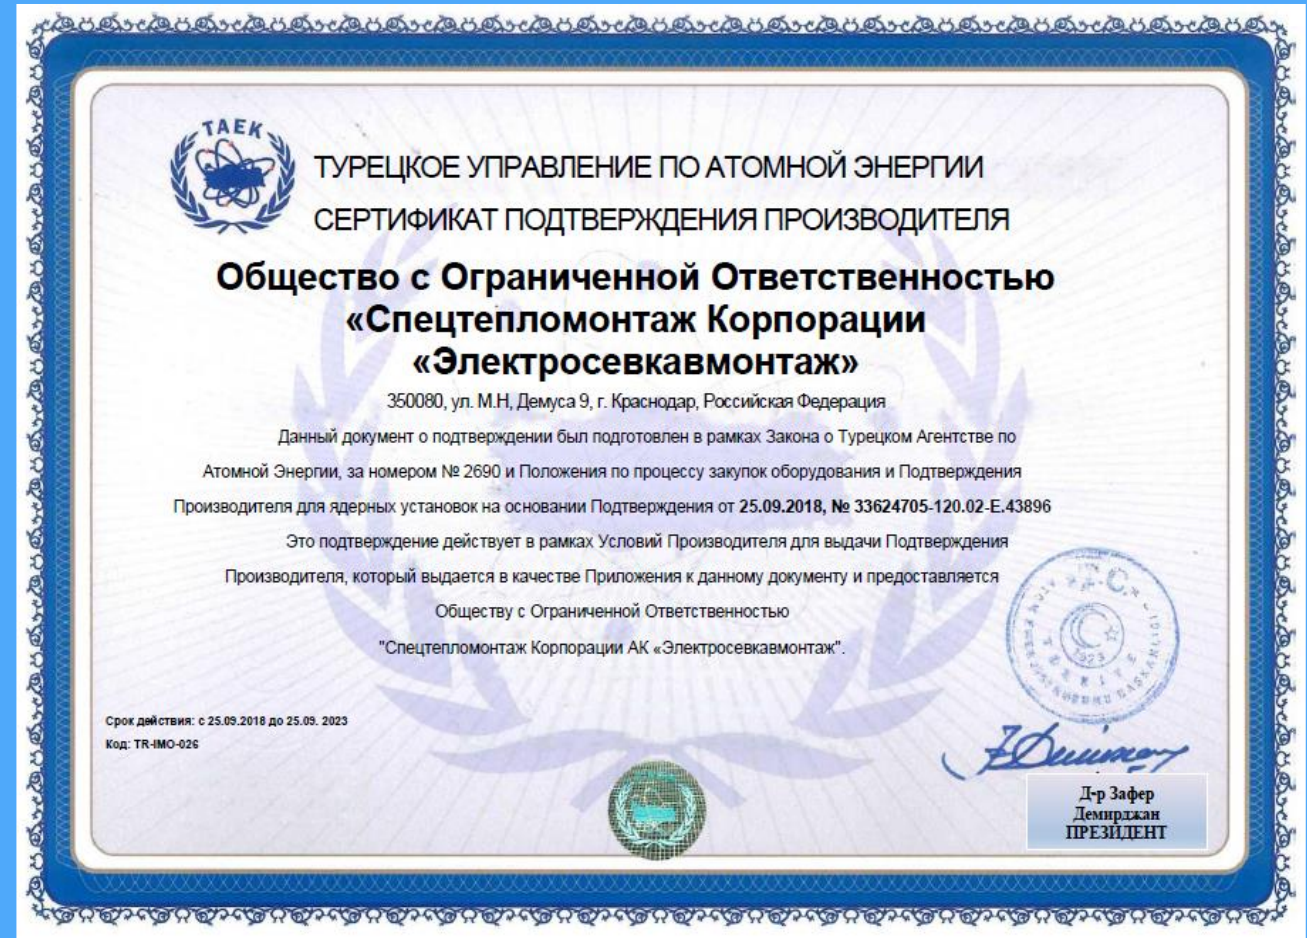 ТАЕК
ТУРЕЦКОЕ УПРАВЛЕНИЕ ПО АТОМНОЙ ЭНЕРГИИ
СЕРТИФИКАТ ПОДТВЕРЖДЕНИЯ ПРОИЗВОДИТЕЛЯ
Общество с Ограниченной Ответственностью
«Спецтепломонтаж Корпорации
«Электросевкавмонтаж»
350080, ул. М.Н, Демуса 9, г. Краснодар, Российская Федерация
Данный документ о подтверждении был подготовлен в рамках Закона о Турецком Агентстве по
Атомной Энергии, за номером № 2690 и Положения по процессу закупок оборудования и Подтверждения
Производителя для ядерных установок на основании Подтверждения от 25.09.2018, № 33624705-120.02-E.43896
Это подтверждение действует в рамках Условий Производителя для выдачи Подтверждения
Производителя, который выдается в качестве Приложения к данному документу и предоставляется
Обществу с Ограниченной Ответственностью
"Спецтепломонтаж Корпорации АК «Электросевкавмонтаж".
T.C.
1923
Срок действия: с 25.09.2018 до 25.09. 2023
Код: TR-IMO-026
Д-р Зафер
Демирджан
ПРЕЗИДЕНТ